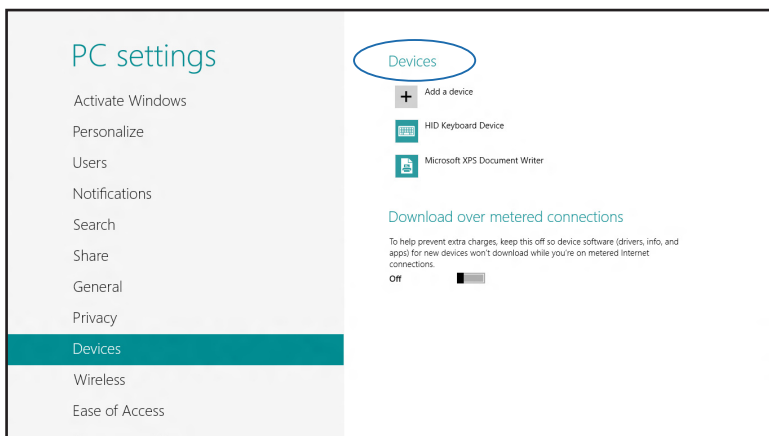 PC settings
Activate Windows
Personalize
Users
Notifications
Search
Share
General
Privacy
Devices
Wireless
Ease of Access
Devices
Add a device
HID Keyboard Device
Microsoft XPS Document Writer
Download over metered connections
To help prevent extra charges, keep this off so device software (drivers, info, and
apps) for new devices won't download while you're on metered Internet
connections.
Off